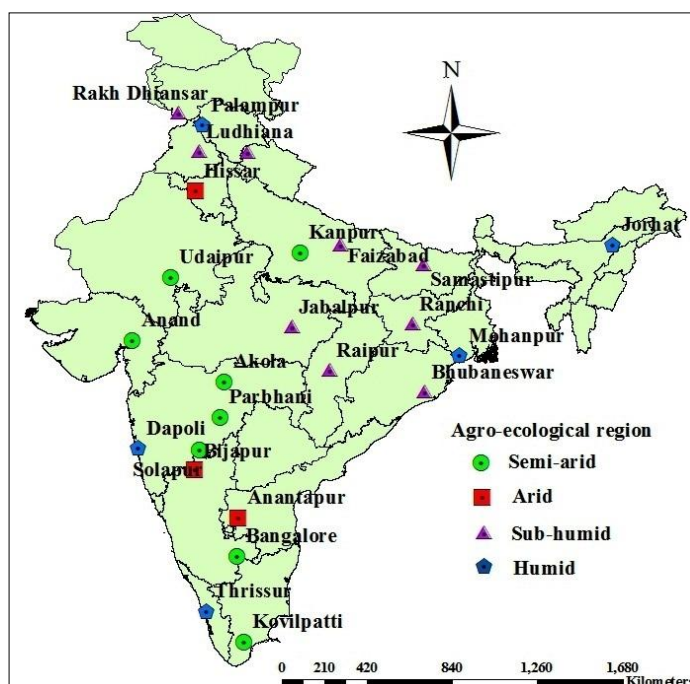 N
Rakh Dhiansar
Palampur
Ludhiana
Hissar
Jorhat
Kanpur
Udaipur
Faizabad
Samastipur
Jabalpur
Ranchi
Anand
Mohanpur
Raipur
Akola
Bhubaneswar
Parbhani
Dapoli
Bijapur
Solapur
Agro-ecological region
Semi-arid
Anantapur
Arid
Bangalore
Sub-humid
Humid
Thrissur
Kovilpatti
0 210 420 840 1,260 1,680
Kilometers